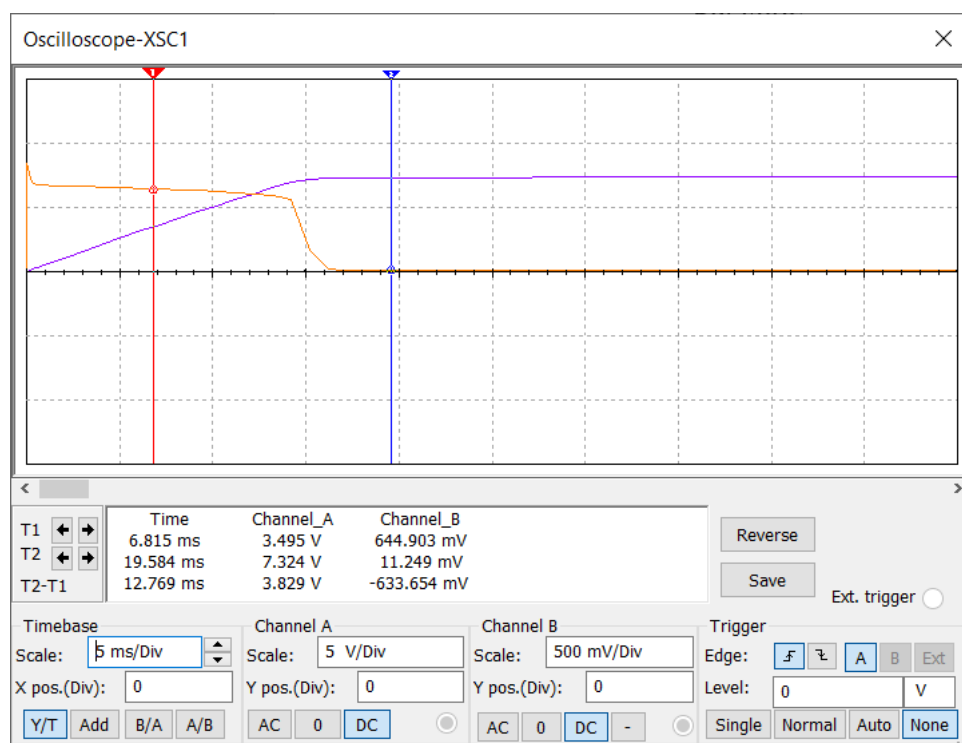 Oscilloscope-XSC1
1
2
T1
T2
T2-T1
Time Channel_A Channel_B
6.815 ms 3.495 V 644.903 mV
19.584 ms 7.324 V 11.249 mV
12.769 ms 3.829 V -633.654 mV
Reverse
Save
Ext. trigger
Timebase
Scale: 5 ms/Div
X pos.(Div): 0
Y/T Add B/A A/B
Channel A
Scale: 5 V/Div
Y pos.(Div): 0
AC 0 DC
Channel B
Scale: 500 mV/Div
Y pos.(Div): 0
AC 0 DC -
Trigger
Edge: A B Ext
Level: 0 V
Single Normal Auto None